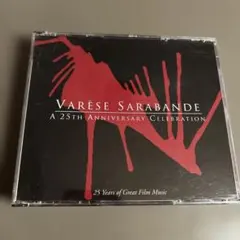 VARÈSE SARABANDE
A 25TH ANNIVERSARY CELEBRATION
25 Years of Great Film Music